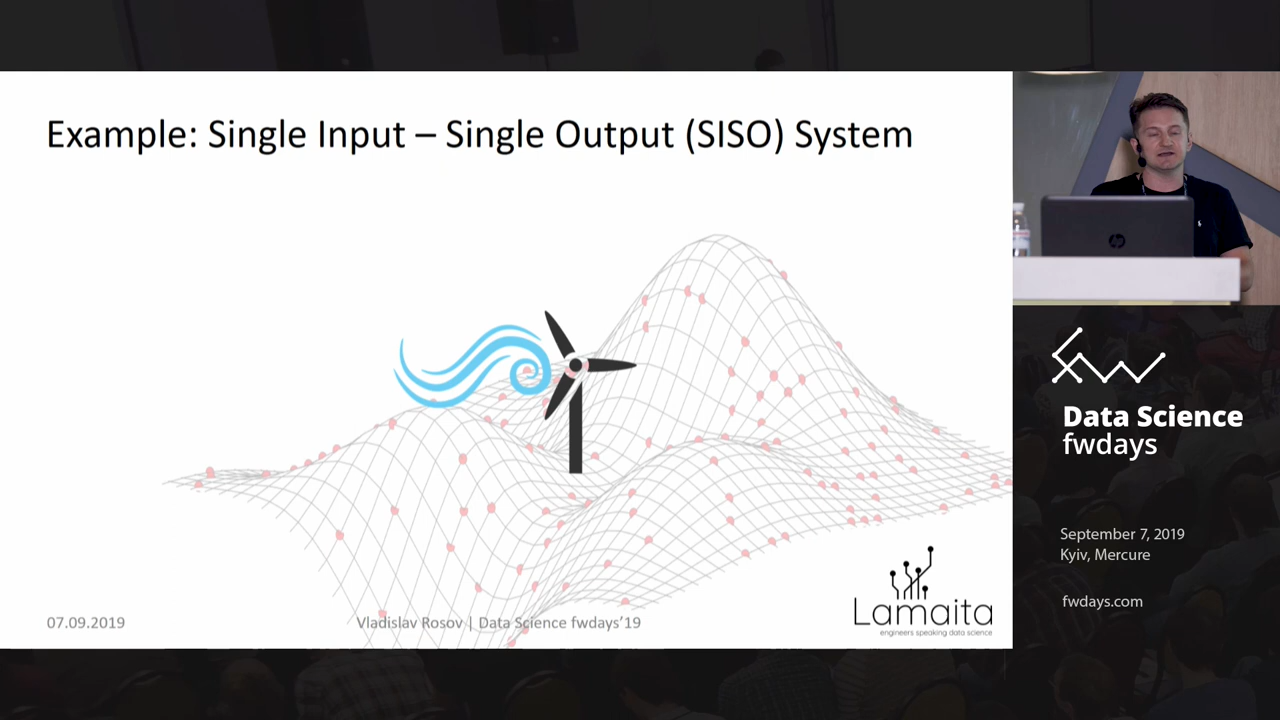 Example: Single Input – Single Output (SISO) System
07.09.2019
Vladislav Rosov | Data Science fwdays’19
Lamaita
engineers speaking data science
hp
Data Science
fwdays
September 7, 2019
Kyiv, Mercure
fwdays.com